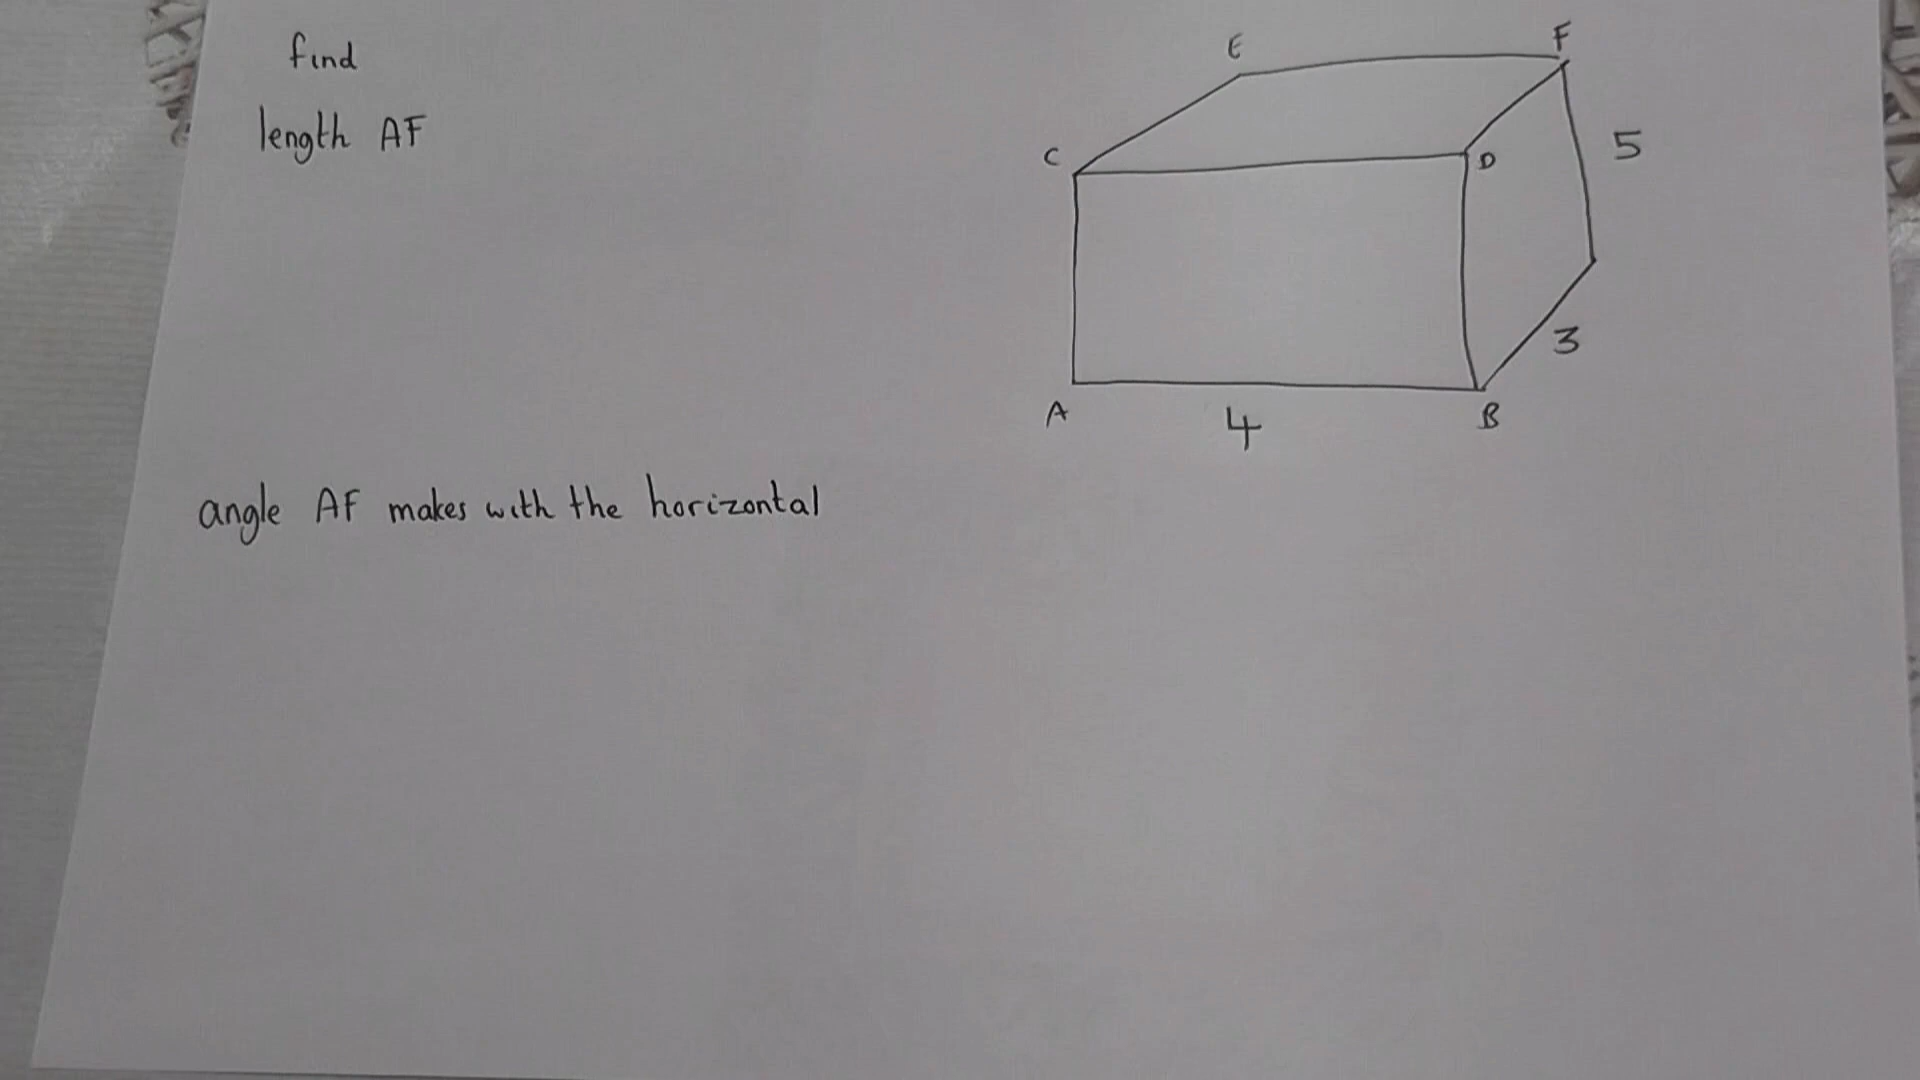 find
length AF
E
F
C
D
5
3
A
4
B
angle AF makes with the horizontal